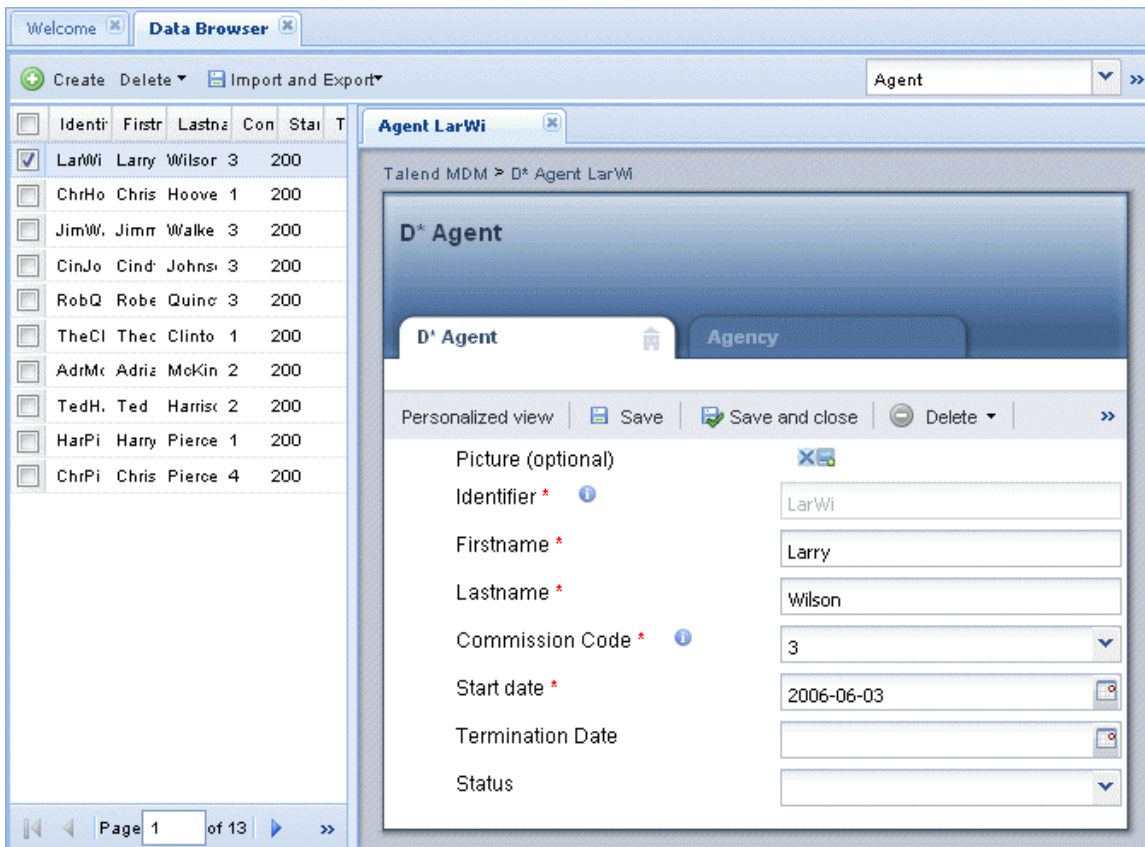 Welcome Data Browser
Create Delete Import and Export Agent
Identi Firstr Lastna Con Star T
LarWi Larry Wilsor 3 200
ChrHo Chris Hoove 1 200
JimW. Jimm Walke 3 200
CinJo Cind Johns 3 200
RobQ Robe Quinc 3 200
TheCl Thec Clinto 1 200
AdrMc Adria McKin 2 200
TedH. Ted Harrisc 2 200
HarPi Harry Pierce 1 200
ChrPi Chris Pierce 4 200
Page 1 of 13
Agent LarWi
Talend MDM > D* Agent LarWi
D* Agent
D* Agent Agency
Personalized view Save Save and close Delete
Picture (optional)
Identifier * LarWi
Firstname * Larry
Lastname * Wilson
Commission Code * 3
Start date * 2006-06-03
Termination Date
Status